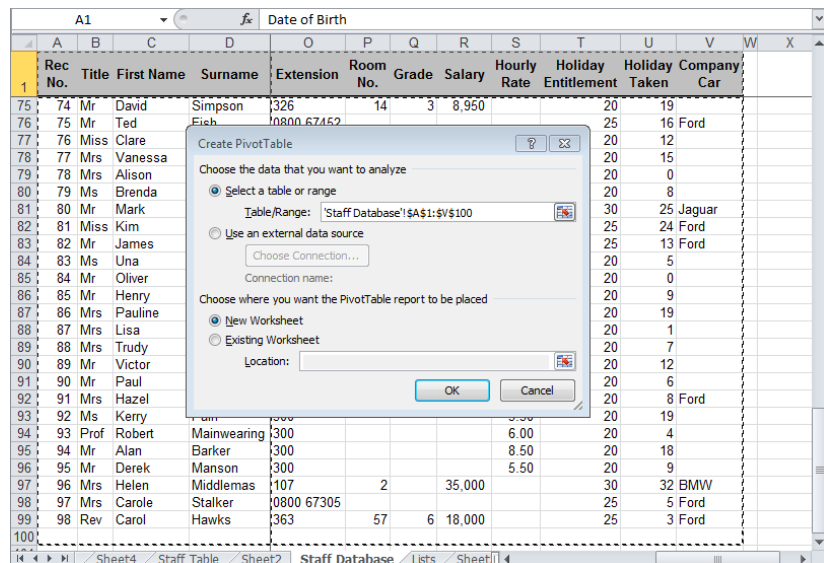 A1 fx Date of Birth
A B C D O P Q R S T U V W X
1 Rec No. Title First Name Surname Extension Room No. Grade Salary Hourly Rate Holiday Entitlement Holiday Taken Company Car
75 74 Mr David Simpson 326 14 3 8,950 20 19
76 75 Mr Ted Fish 0800 67452 25 16 Ford
77 76 Miss Clare 20 12
78 77 Mrs Vanessa 20 15
79 78 Mrs Alison 20 0
80 79 Ms Brenda 20 8
81 80 Mr Mark 30 25 Jaguar
82 81 Miss Kim 25 24 Ford
83 82 Mr James 25 13 Ford
84 83 Ms Una 20 5
85 84 Mr Oliver 20 0
86 85 Mr Henry 20 9
87 86 Mrs Pauline 20 19
88 87 Mrs Lisa 20 1
89 88 Mrs Trudy 20 7
90 89 Mr Victor 20 12
91 90 Mr Paul 20 6
92 91 Mrs Hazel 20 8 Ford
93 92 Ms Kerry 20 19
94 93 Prof Robert Mainwearing 300 6.00 20 4
95 94 Mr Alan Barker 300 8.50 20 18
96 95 Mr Derek Manson 300 5.50 20 9
97 96 Mrs Helen Middlemas 107 2 35,000 30 32 BMW
98 97 Mrs Carole Stalker 0800 67305 25 5 Ford
99 98 Rev Carol Hawks 363 57 6 18,000 25 3 Ford
100
Create PivotTable
Choose the data that you want to analyze
Select a table or range
Table/Range: 'Staff Database'!$A$1:$V$100
Use an external data source
Choose Connection...
Connection name:
Choose where you want the PivotTable report to be placed
New Worksheet
Existing Worksheet
Location:
OK Cancel
Sheet4 Staff Table Sheet2 Staff Database Lists Sheet